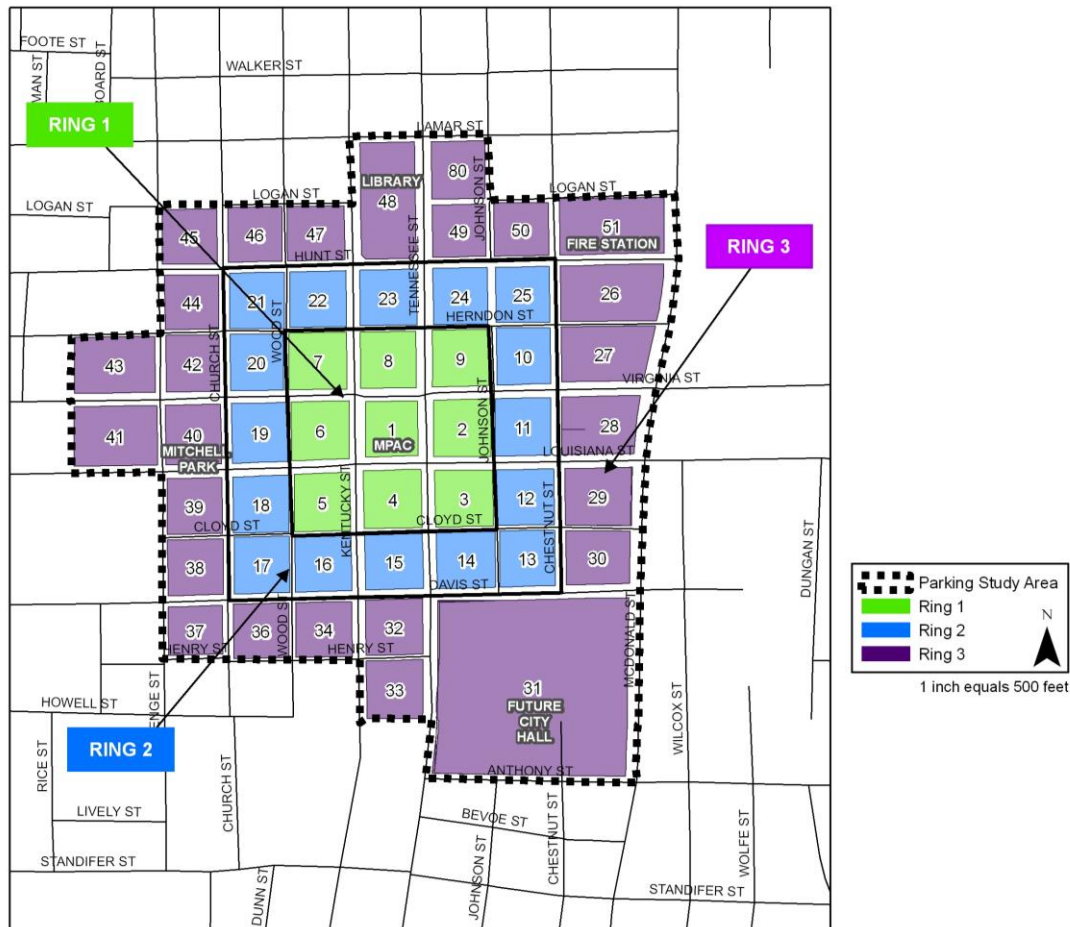 FOOTE ST
WALKER ST
MAN ST
BOARD ST
RING 1
LAMAR ST
80
LIBRARY
48
JOHNSON ST
LOGAN ST
LOGAN ST
LOGAN ST
45
46
47
TENNESSEE ST
49
50
51
FIRE STATION
RING 3
HUNT ST
44
21
22
23
24
25
26
WOOD ST
HERNDON ST
43
42
CHURCH ST
20
7
8
9
10
27
VIRGINIA ST
41
40
MITCHELL
PARK
19
6
1
MPAC
2
JOHNSON ST
11
28
LOUISIANA ST
39
18
5
KENTUCKY ST
4
3
12
CHESTNUT ST
29
CLOYD ST
CLOYD ST
38
17
16
15
14
13
30
DAVIS ST
DUNGAN ST
37
36
WOOD S
34
32
HENRY ST
HENRY ST
MCDONALD ST
33
31
FUTURE
CITY
HALL
WILCOX ST
HOWELL ST
ENGE ST
RING 2
RICE ST
CHURCH ST
ANTHONY ST
LIVELY ST
BEVOE ST
CHESTNUT ST
WOLFE ST
STANDIFER ST
DUNN ST
JOHNSON ST
STANDIFER ST
Parking Study Area
Ring 1
Ring 2
Ring 3
N
1 inch equals 500 feet